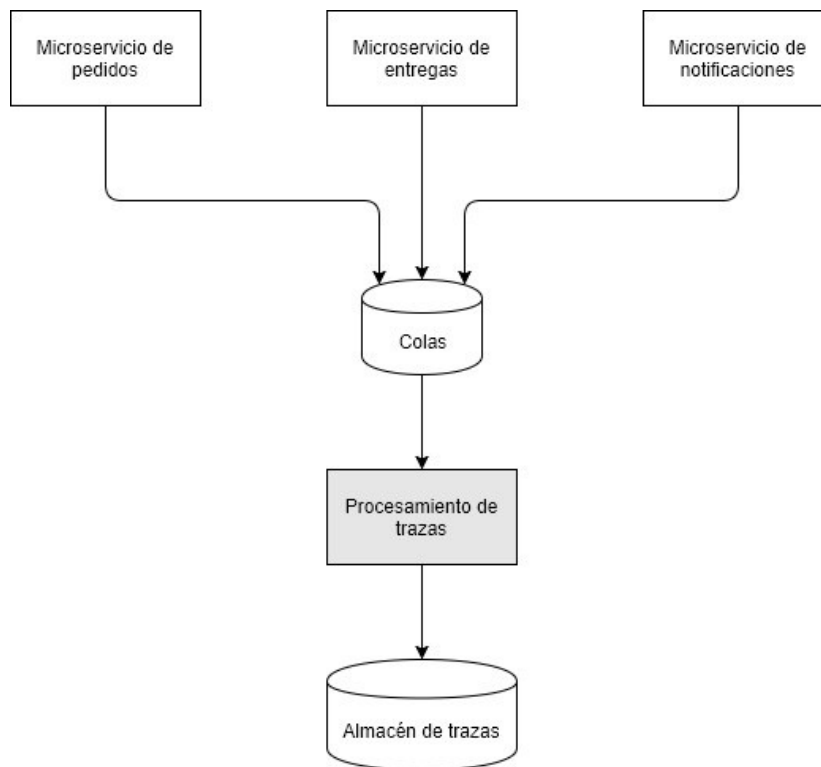 Microservicio de
pedidos
Microservicio de
entregas
Microservicio de
notificaciones
Colas
Procesamiento de
trazas
Almacén de trazas